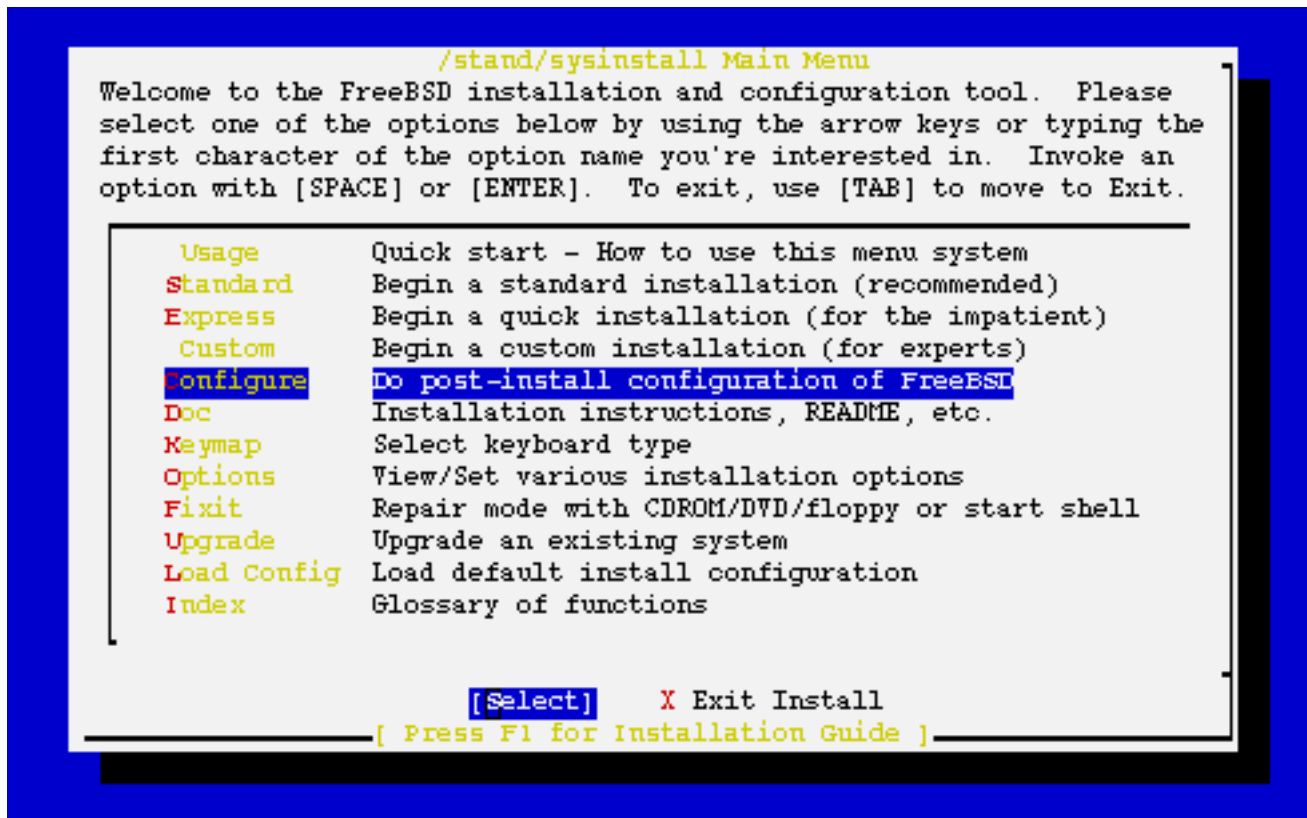 /stand/sysinstall Main Menu
Welcome to the FreeBSD installation and configuration tool.  Please
select one of the options below by using the arrow keys or typing the
first character of the option name you're interested in.  Invoke an
option with [SPACE] or [ENTER].  To exit, use [TAB] to move to Exit.
Usage Quick start - How to use this menu system
Standard Begin a standard installation (recommended)
Express Begin a quick installation (for the impatient)
Custom Begin a custom installation (for experts)
Configure Do post-install configuration of FreeBSD
Doc Installation instructions, README, etc.
Keymap Select keyboard type
Options View/Set various installation options
Fixit Repair mode with CDROM/DVD/floppy or start shell
Upgrade Upgrade an existing system
Load Config Load default install configuration
Index Glossary of functions
[Select] X Exit Install
[ Press F1 for Installation Guide ]